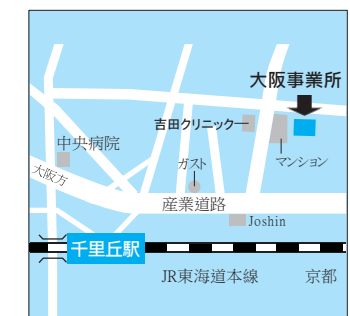 大阪事業所
吉田クリニック
マンション
中央病院
ガスト
大阪方
産業道路
Joshin
千里丘駅
JR東海道本線
京都